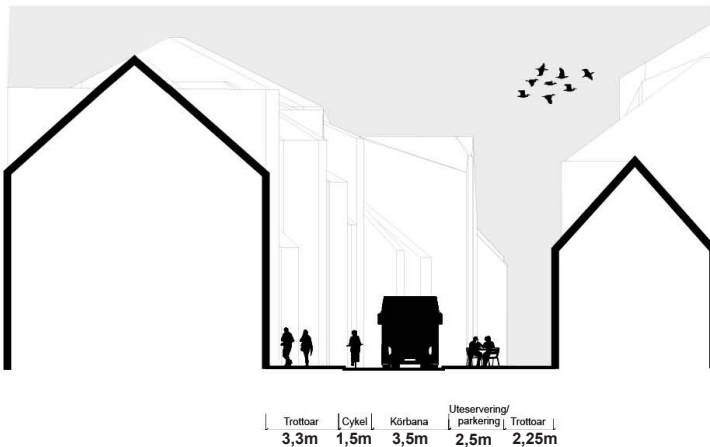 Trottoar
3,3m
Cykel
1,5m
Körbana
3,5m
Uteservering/
parkering
2,5m
Trottoar
2,25m